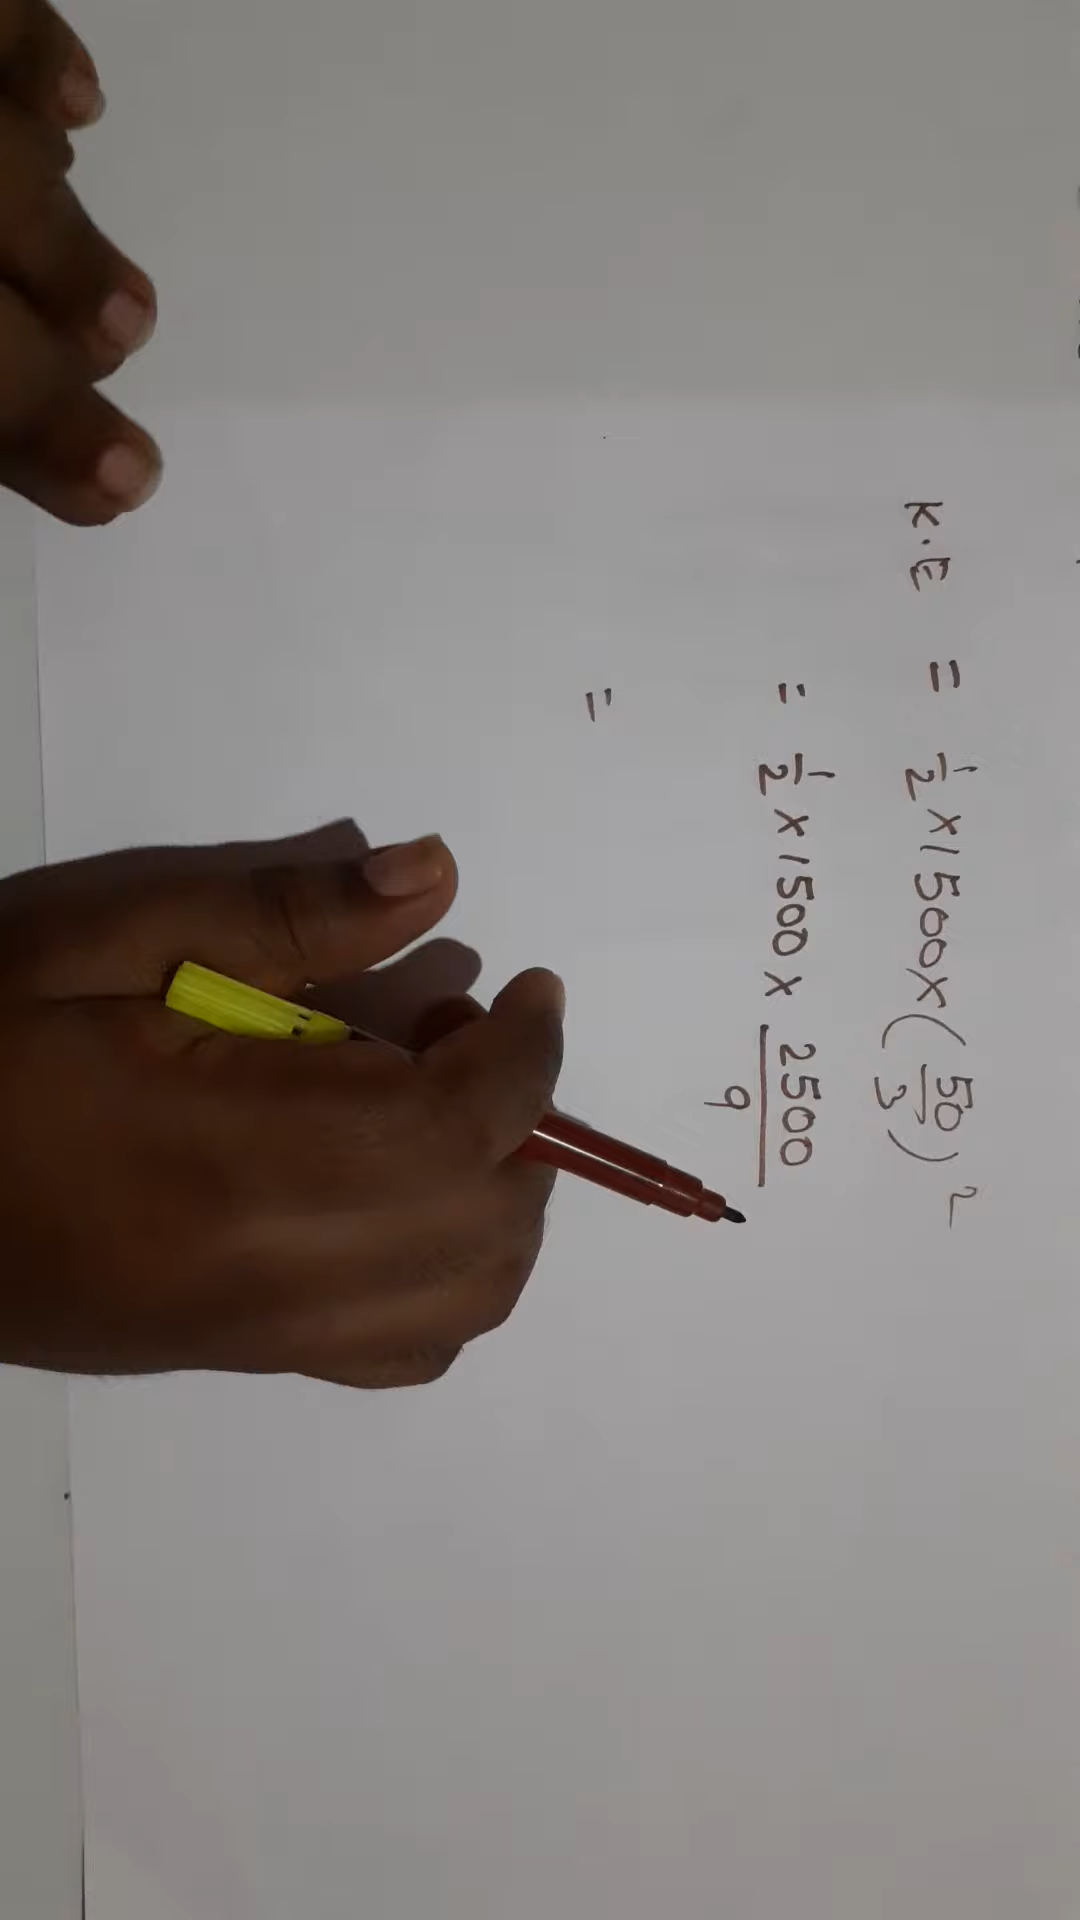 K.E = 1/2 × 1500 × (50/3)²
= 1/2 × 1500 × 2500/9
=